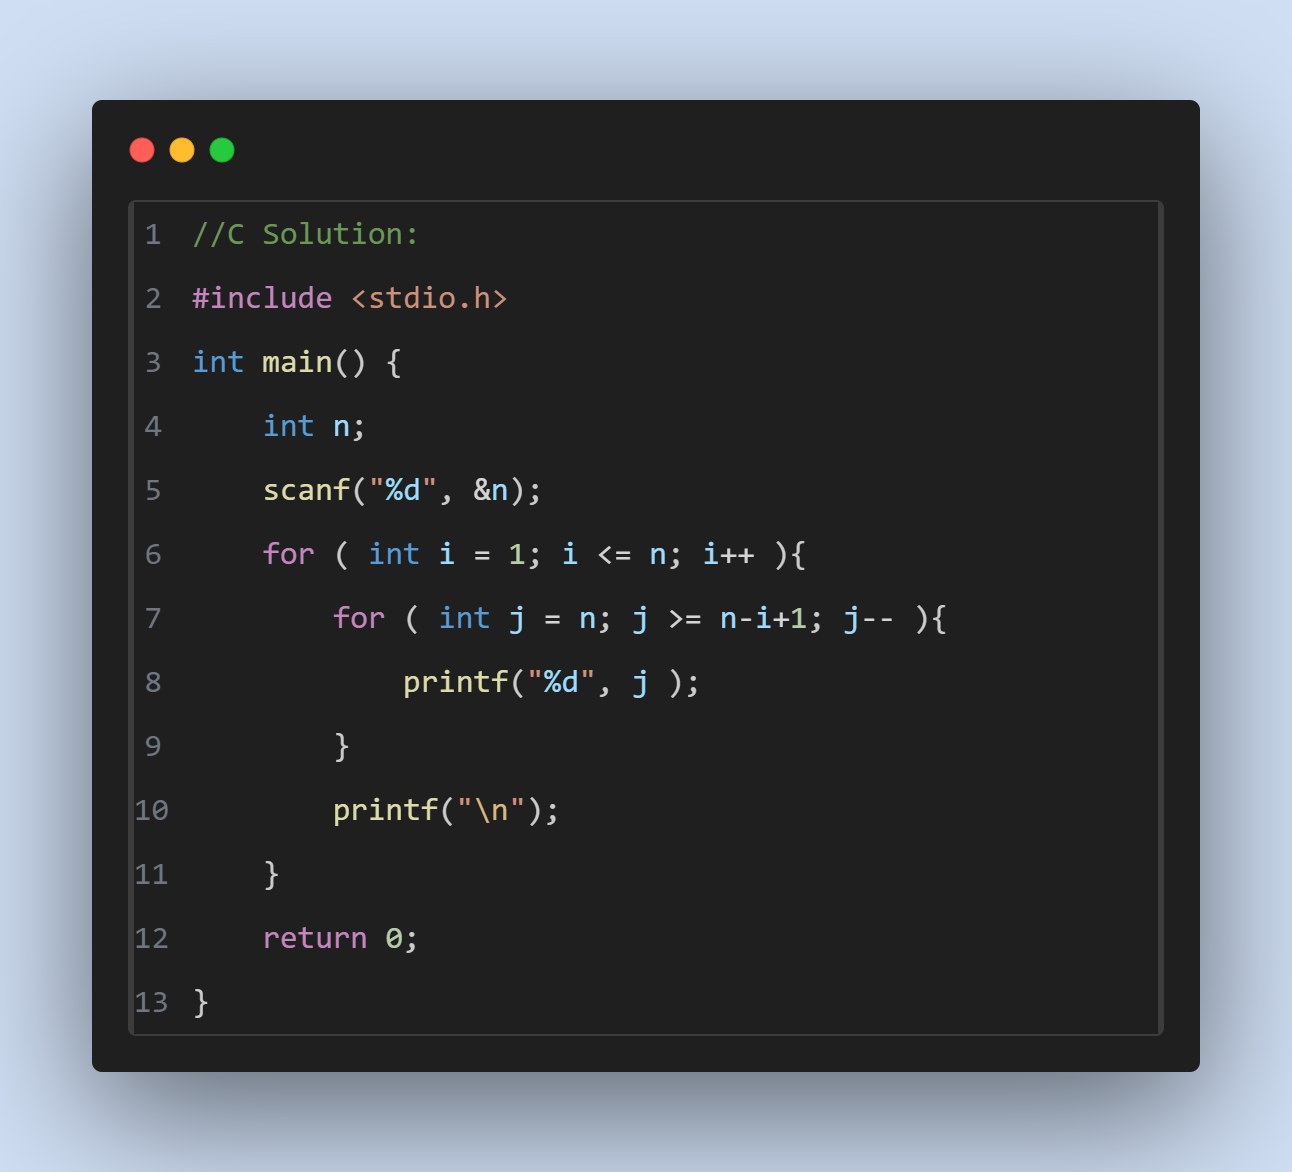 1 //C Solution:
2 #include <stdio.h>
3 int main() {
4     int n;
5     scanf("%d", &n);
6     for ( int i = 1; i <= n; i++ ){
7         for ( int j = n; j >= n-i+1; j-- ){
8             printf("%d", j );
9         }
10         printf("\n");
11     }
12     return 0;
13 }